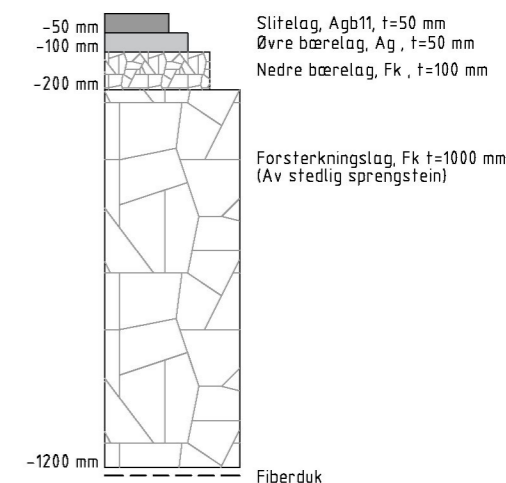 -50 mm
Slitelag, Agb11, t=50 mm
-100 mm
Øvre bærelag, Ag , t=50 mm
-200 mm
Nedre bærelag, Fk , t=100 mm
Forsterkningslag, Fk t=1000 mm
(Av stedlig sprengstein)
-1200 mm
Fiberduk